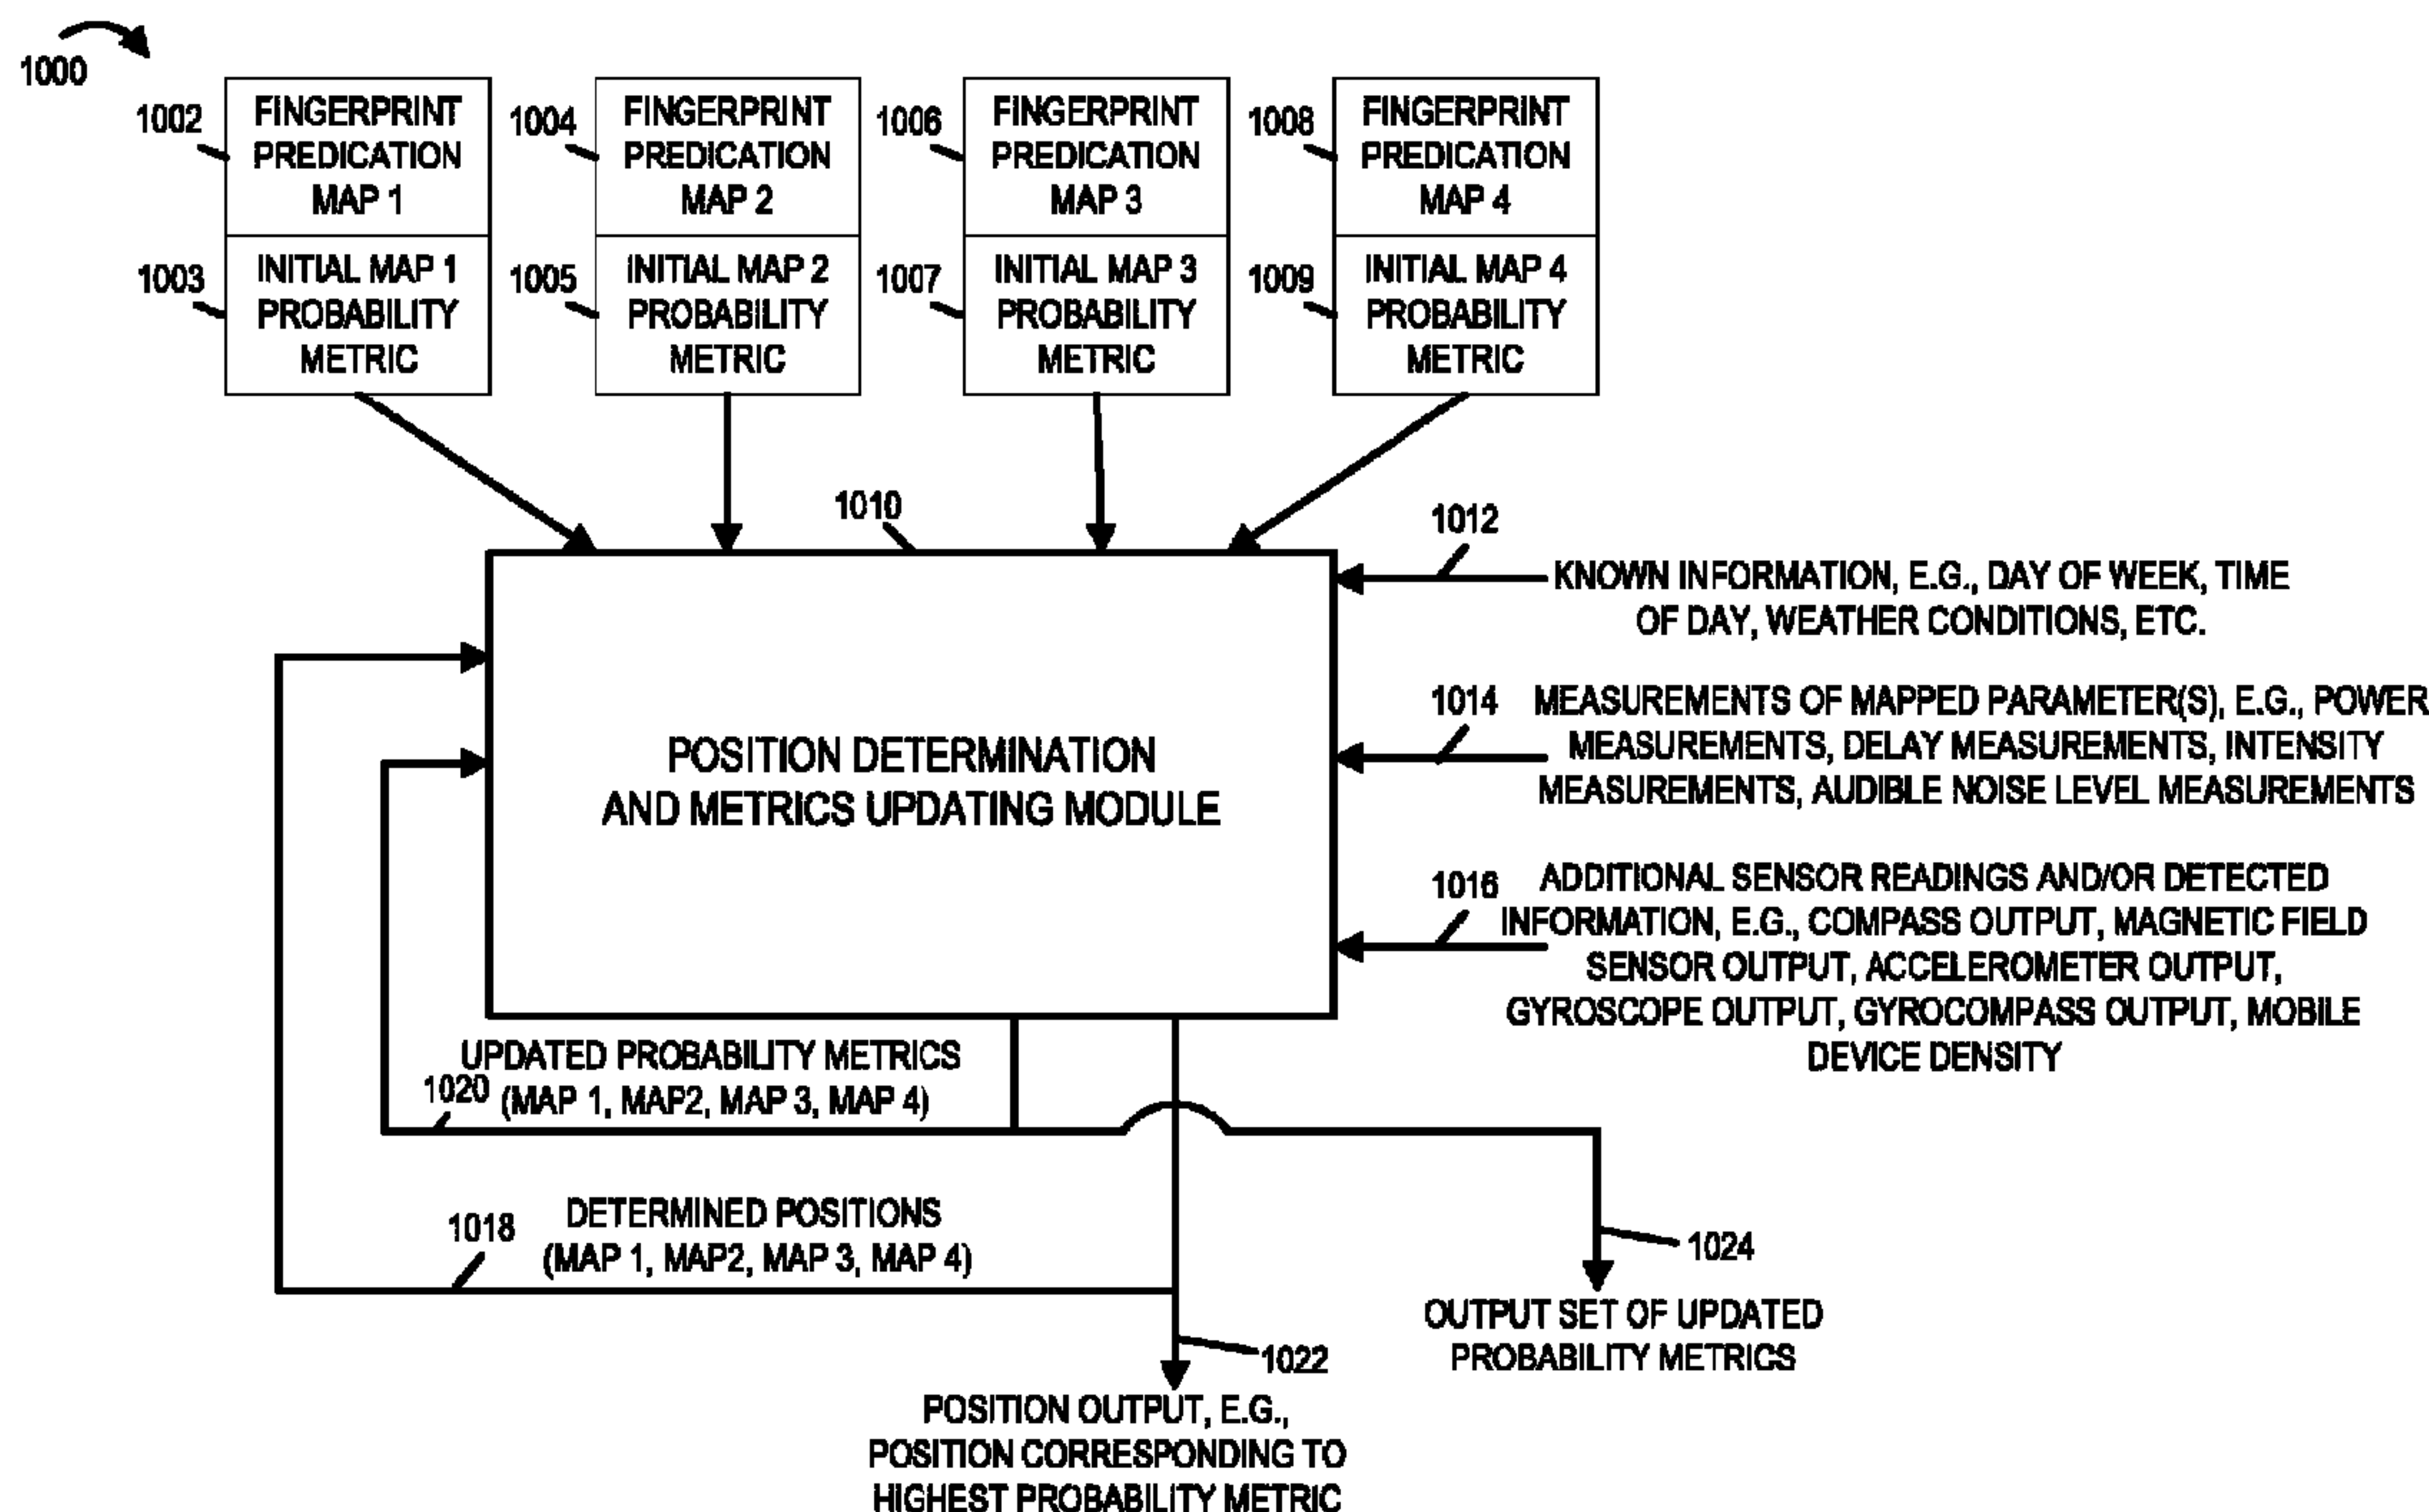 1000
1002
FINGERPRINT
PREDICATION
MAP 1
1003
INITIAL MAP 1
PROBABILITY
METRIC
1004
FINGERPRINT
PREDICATION
MAP 2
1005
INITIAL MAP 2
PROBABILITY
METRIC
1006
FINGERPRINT
PREDICATION
MAP 3
1007
INITIAL MAP 3
PROBABILITY
METRIC
1008
FINGERPRINT
PREDICATION
MAP 4
1009
INITIAL MAP 4
PROBABILITY
METRIC
1010
POSITION DETERMINATION
AND METRICS UPDATING MODULE
1012
KNOWN INFORMATION, E.G., DAY OF WEEK, TIME
OF DAY, WEATHER CONDITIONS, ETC.
1014
MEASUREMENTS OF MAPPED PARAMETER(S), E.G., POWER
MEASUREMENTS, DELAY MEASUREMENTS, INTENSITY
MEASUREMENTS, AUDIBLE NOISE LEVEL MEASUREMENTS
1016
ADDITIONAL SENSOR READINGS AND/OR DETECTED
INFORMATION, E.G., COMPASS OUTPUT, MAGNETIC FIELD
SENSOR OUTPUT, ACCELEROMETER OUTPUT,
GYROSCOPE OUTPUT, GYROCOMPASS OUTPUT, MOBILE
DEVICE DENSITY
UPDATED PROBABILITY METRICS
1020
(MAP 1, MAP2, MAP 3, MAP 4)
1018
DETERMINED POSITIONS
(MAP 1, MAP2, MAP 3, MAP 4)
1024
OUTPUT SET OF UPDATED
PROBABILITY METRICS
1022
POSITION OUTPUT, E.G.,
POSITION CORRESPONDING TO
HIGHEST PROBABILITY METRIC